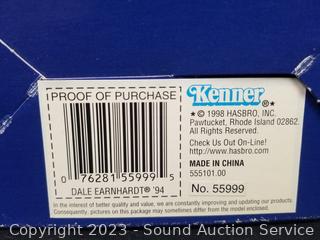 1 PROOF OF PURCHASE
0 76281 55999 5
DALE EARNHARDT® '94
Kenner®
® © 1998 HASBRO, INC.
Pawtucket, Rhode Island 02862.
All Rights Reserved.
Check Us Out On-Line!
http://www.hasbro.com
MADE IN CHINA
555101.00
No. 55999
In the interest of better quality and value, we are constantly improving and updating our products.
Consequently, pictures on this package may sometimes differ from the model enclosed.
Copyright 2023 - Sound Auction Service